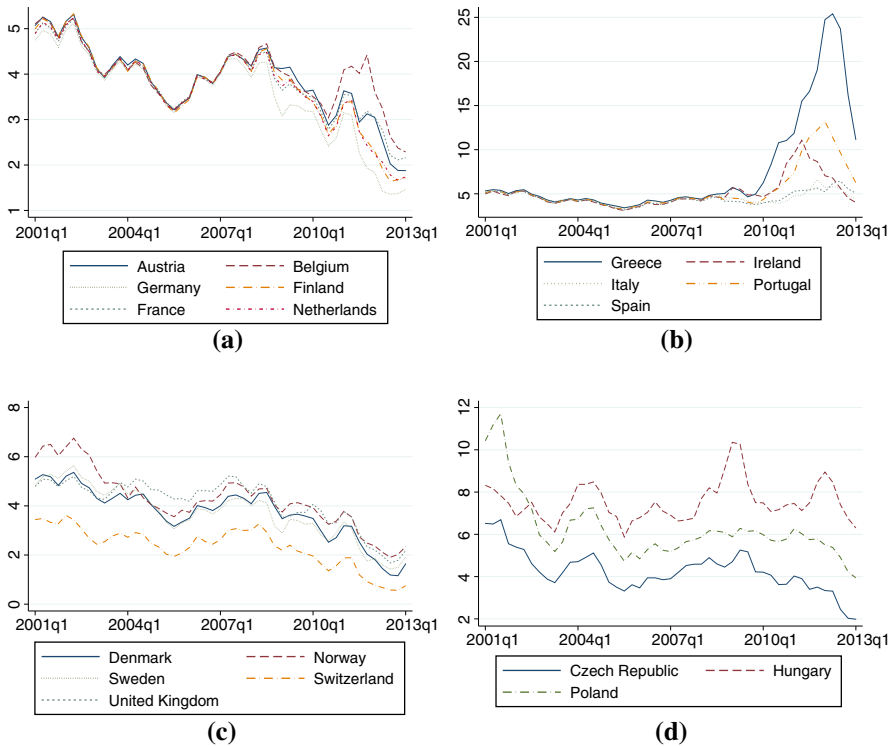 5
4
3
2
1
2001q1 2004q1 2007q1 2010q1 2013q1
Austria Belgium
Germany Finland
France Netherlands
(a)
25
20
15
10
5
2001q1 2004q1 2007q1 2010q1 2013q1
Greece Ireland
Italy Portugal
Spain
(b)
8
6
4
2
0
2001q1 2004q1 2007q1 2010q1 2013q1
Denmark Norway
Sweden Switzerland
United Kingdom
(c)
12
10
8
6
4
2
2001q1 2004q1 2007q1 2010q1 2013q1
Czech Republic Hungary
Poland
(d)